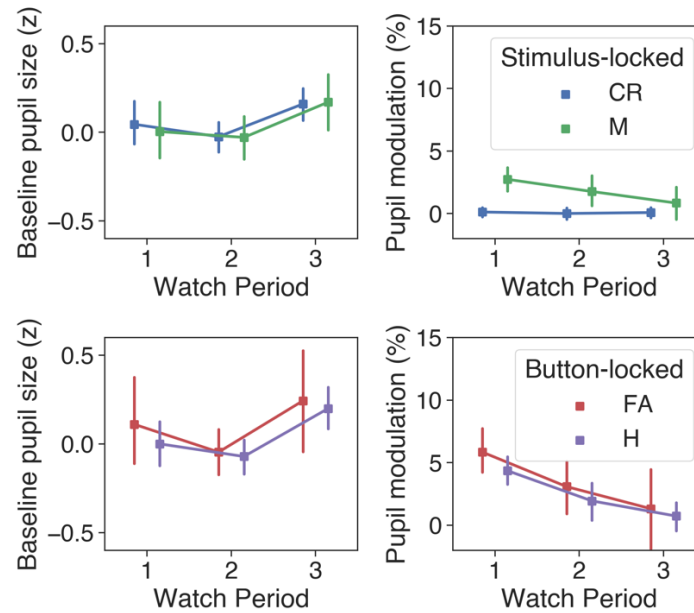 Baseline pupil size (z)
0.5
0.0
−0.5
1 2 3
Watch Period
Pupil modulation (%)
15
10
5
0
1 2 3
Watch Period
Stimulus-locked
CR
M
Baseline pupil size (z)
0.5
0.0
−0.5
1 2 3
Watch Period
Pupil modulation (%)
15
10
5
0
1 2 3
Watch Period
Button-locked
FA
H